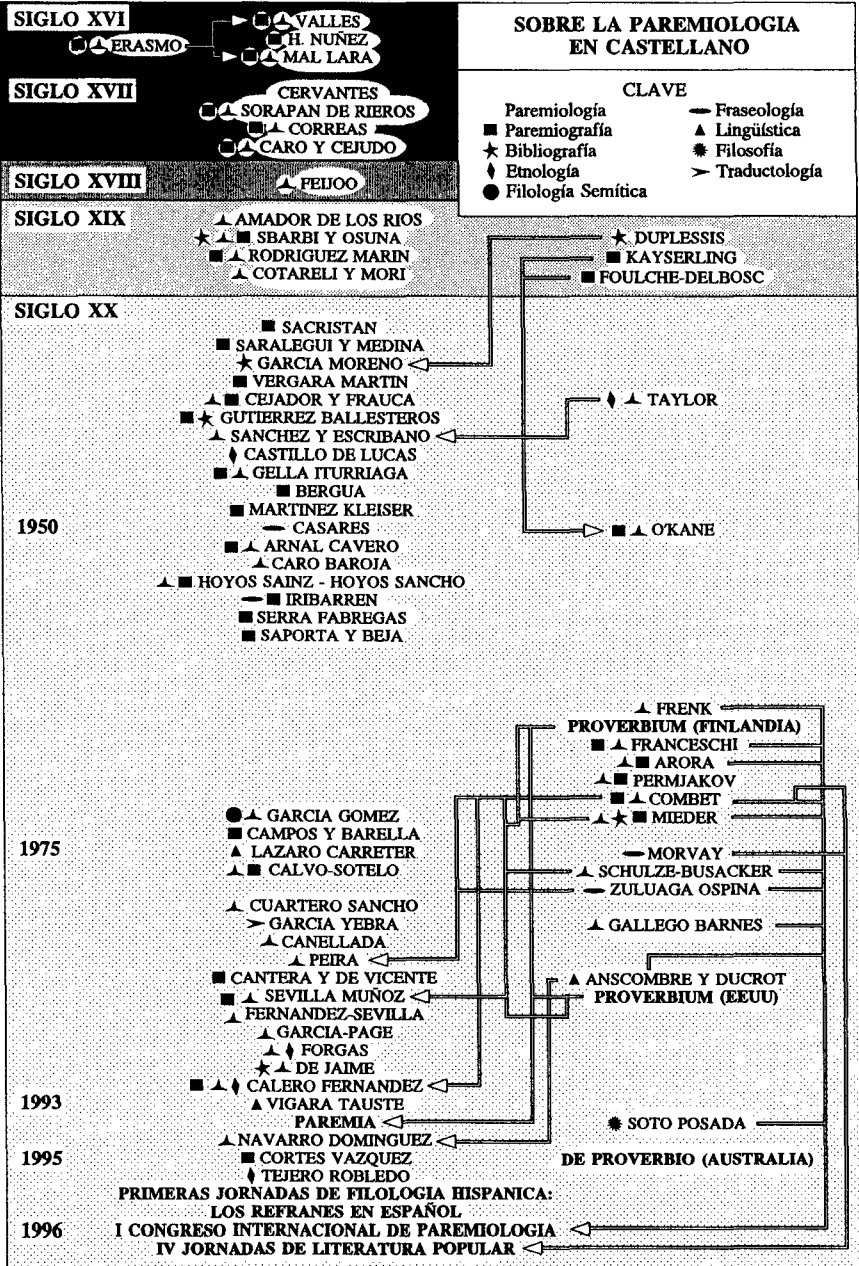 SIGLO XVI
VALLES
ERASMO
H. NUÑEZ
MAL LARA
SOBRE LA PAREMIOLOGIA
EN CASTELLANO
SIGLO XVII
CERVANTES
SORAPAN DE RIEROS
CORREAS
CARO Y CEJUDO
CLAVE
Paremiología
Paremiografía
Bibliografía
Etnología
Filología Semítica
Fraseología
Lingüística
Filosofía
Traductología
SIGLO XVIII
FEIJOO
SIGLO XIX
AMADOR DE LOS RIOS
SBARBI Y OSUNA
RODRIGUEZ MARIN
COTARELI Y MORI
DUPLESSIS
KAYSERLING
FOULCHE-DELBOSC
SIGLO XX
SACRISTAN
SARALEGUI Y MEDINA
GARCIA MORENO
VERGARA MARTIN
CEJADOR Y FRAUCA
TAYLOR
GUTIERREZ BALLESTEROS
SANCHEZ Y ESCRIBANO
CASTILLO DE LUCAS
GELLA ITURRIAGA
BERGUA
MARTINEZ KLEISER
1950
CASARES
O'KANE
ARNAL CAVERO
CARO BAROJA
HOYOS SAINZ - HOYOS SANCHO
IRIBARREN
SERRA FABREGAS
SAPORTA Y BEJA
FRENK
PROVERBIUM (FINLANDIA)
FRANCESCHI
ARORA
PERMJAKOV
COMBET
GARCIA GOMEZ
MIEDER
CAMPOS Y BARELLA
1975
LAZARO CARRETER
MORVAY
CALVO-SOTELO
SCHULZE-BUSACKER
ZULUAGA OSPINA
CUARTERO SANCHO
GARCIA YEBRA
GALLEGO BARNES
CANELLADA
PEIRA
CANTERA Y DE VICENTE
ANSCOMBRE Y DUCROT
SEVILLA MUÑOZ
PROVERBIUM (EEUU)
FERNANDEZ-SEVILLA
GARCIA-PAGE
FORGAS
DE JAIME
CALERO FERNANDEZ
1993
VIGARA TAUSTE
PAREMIA
SOTO POSADA
NAVARRO DOMINGUEZ
1995
CORTES VAZQUEZ
DE PROVERBIO (AUSTRALIA)
TEJERO ROBLEDO
PRIMERAS JORNADAS DE FILOLOGIA HISPANICA:
LOS REFRANES EN ESPAÑOL
1996
I CONGRESO INTERNACIONAL DE PAREMIOLOGIA
IV JORNADAS DE LITERATURA POPULAR